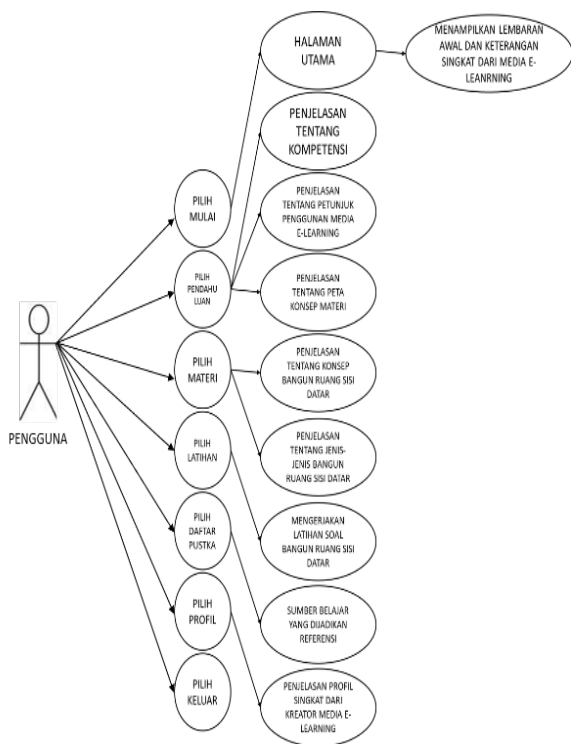 HALAMAN
UTAMA
MENAMPILKAN LEMBARAN
AWAL DAN KETERANGAN
SINGKAT DARI MEDIA E-
LEANRNING
PENJELASAN
TENTANG
KOMPETENSI
PILIH
MULAI
PENJELASAN
TENTANG PETUNJUK
PENGGUNAN MEDIA
E-LEARNING
PILIH
PENDAHU
LUAN
PENJELASAN
TENTANG PETA
KONSEP MATERI
PILIH
MATERI
PENJELASAN
TENTANG KONSEP
BANGUN RUANG SISI
DATAR
PENGGUNA
PILIH
LATIHAN
PENJELASAN
TENTANG JENIS-
JENIS BANGUN
RUANG SISI DATAR
PILIH
DAFTAR
PUSTKA
MENGERJAKAN
LATIHAN SOAL
BANGUN RUANG SISI
DATAR
PILIH
PROFIL
SUMBER BELAJAR
YANG DIJADIKAN
REFERENSI
PILIH
KELUAR
PENJELASAN PROFIL
SINGKAT DARI
KREATOR MEDIA E-
LEARNING